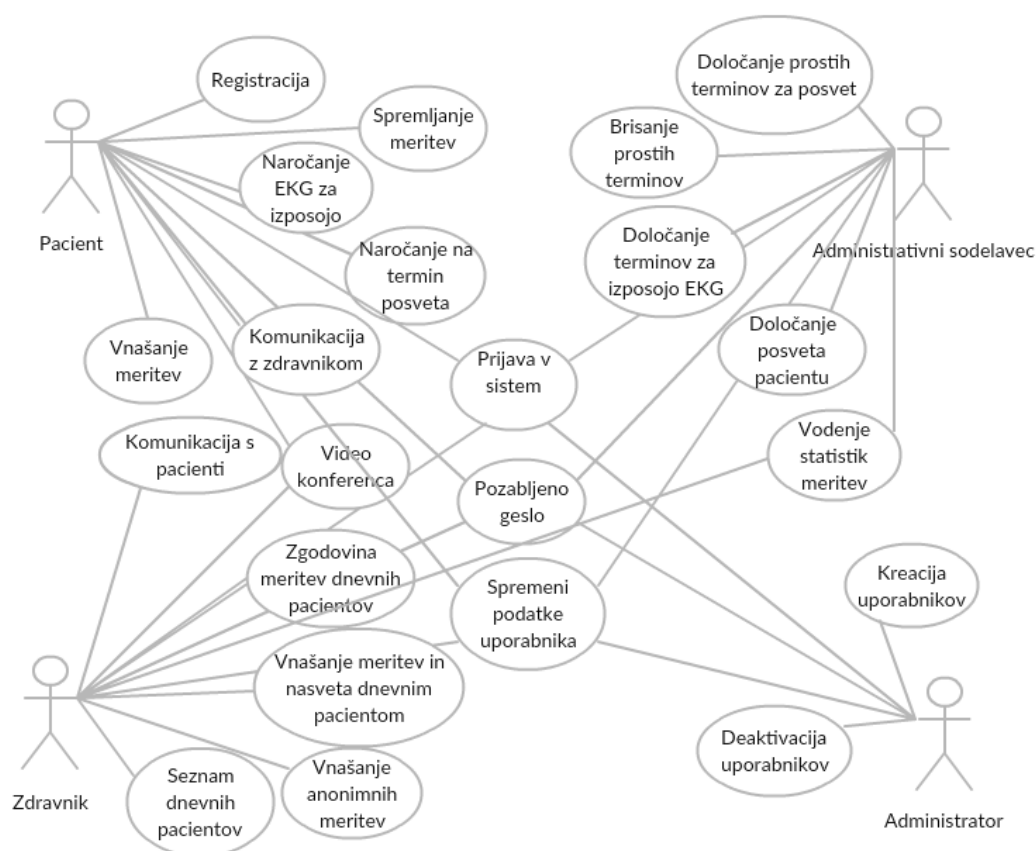 Registracija
Določanje prostih
terminov za posvet
Spremljanje
meritev
Brisanje
prostih
terminov
Naročanje
EKG za
izposojo
Pacient
Naročanje na
termin
posveta
Določanje
terminov za
izposojo EKG
Administrativni sodelavec
Vnašanje
meritev
Komunikacija
z zdravnikom
Prijava v
sistem
Določanje
posveta
pacientu
Komunikacija s
pacienti
Video
konferenca
Vodenje
statistik
meritev
Pozabljeno
geslo
Zgodovina
meritev dnevnih
pacientov
Spremeni
podatke
uporabnika
Kreacija
uporabnikov
Vnašanje meritev in
nasveta dnevnim
pacientom
Deaktivacija
uporabnikov
Zdravnik
Seznam
dnevnih
pacientov
Vnašanje
anonimnih
meritev
Administrator